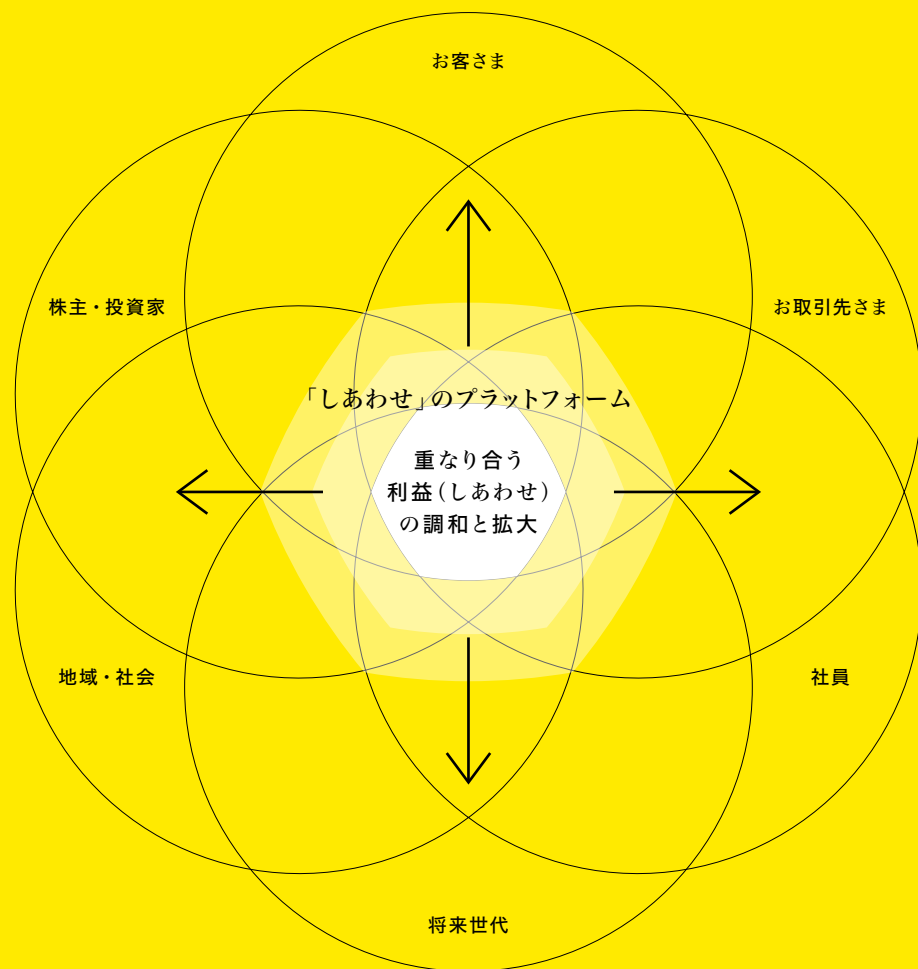 お客さま
株主・投資家
お取引先さま
「しあわせ」のプラットフォーム
重なり合う
利益(しあわせ)
の調和と拡大
地域・社会
社員
将来世代